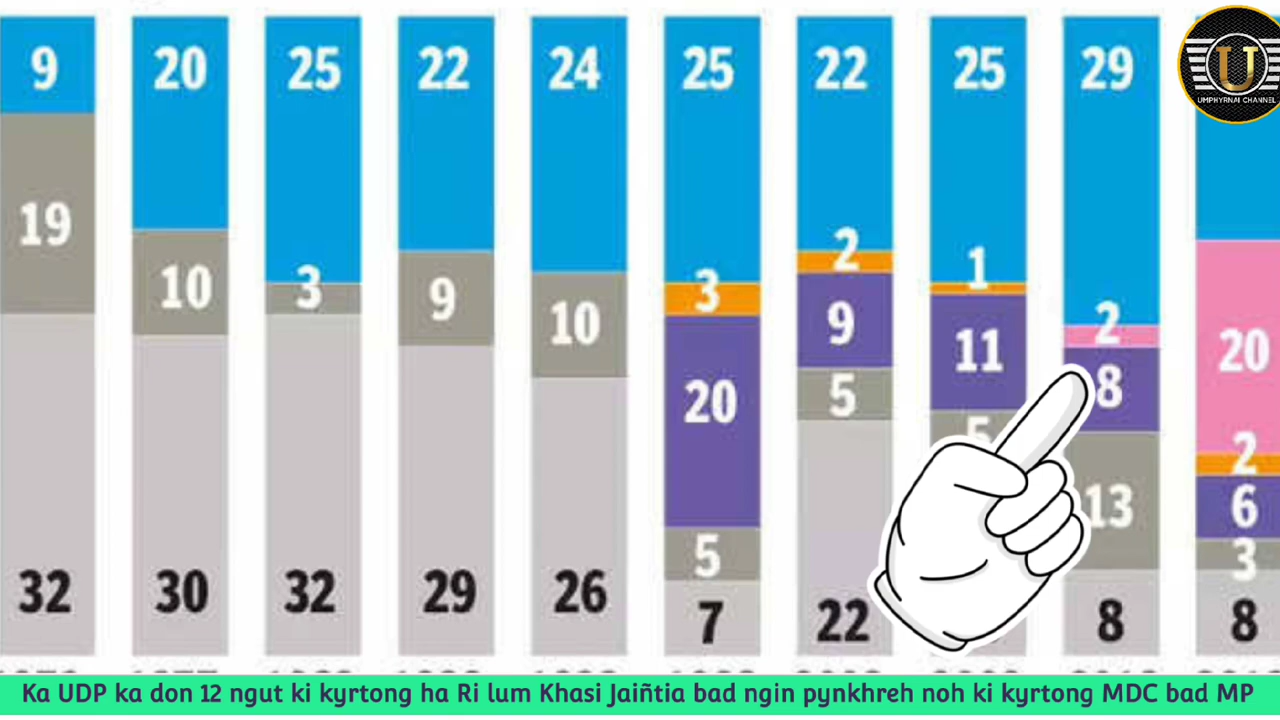 9 20 25 22 24 25 22 25 29
2 1
19 10 3 9 10 3 9 11 2 20
20 5 8
5 5 13 2
6
3
32 30 32 29 26 7 22 8 8
U
UMPHYRNAI CHANNEL
Ka UDP ka don 12 ngut ki kyrtong ha Ri lum Khasi Jaiñtia bad ngin pynkhreh noh ki kyrtong MDC bad MP